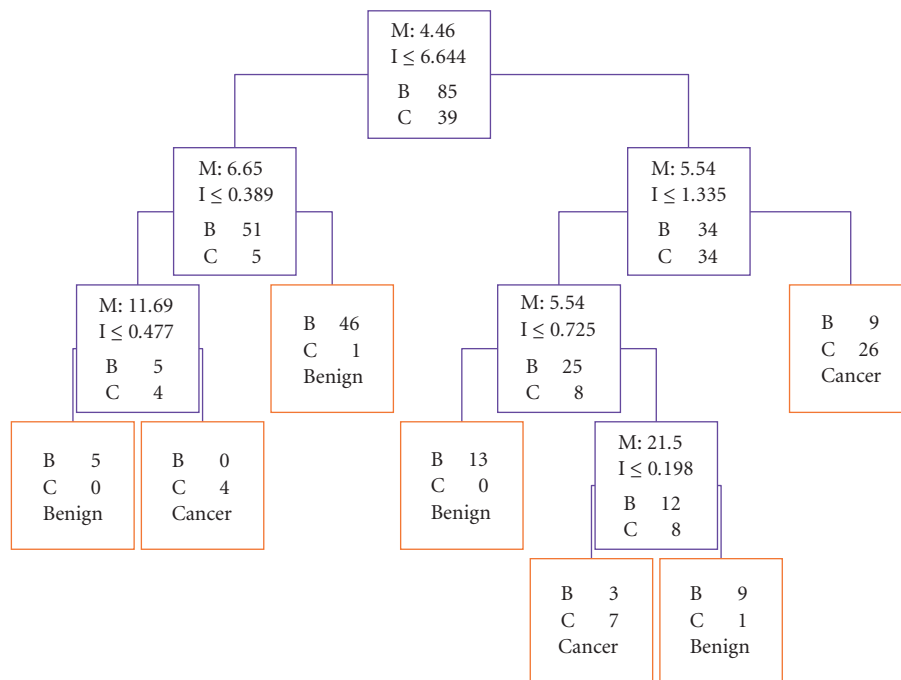 M: 4.46
I ≤ 6.644
B 85
C 39
M: 6.65
I ≤ 0.389
B 51
C 5
M: 5.54
I ≤ 1.335
B 34
C 34
M: 11.69
I ≤ 0.477
B 5
C 4
B 46
C 1
Benign
M: 5.54
I ≤ 0.725
B 25
C 8
B 9
C 26
Cancer
B 5
C 0
Benign
B 0
C 4
Cancer
B 13
C 0
Benign
M: 21.5
I ≤ 0.198
B 12
C 8
B 3
C 7
Cancer
B 9
C 1
Benign